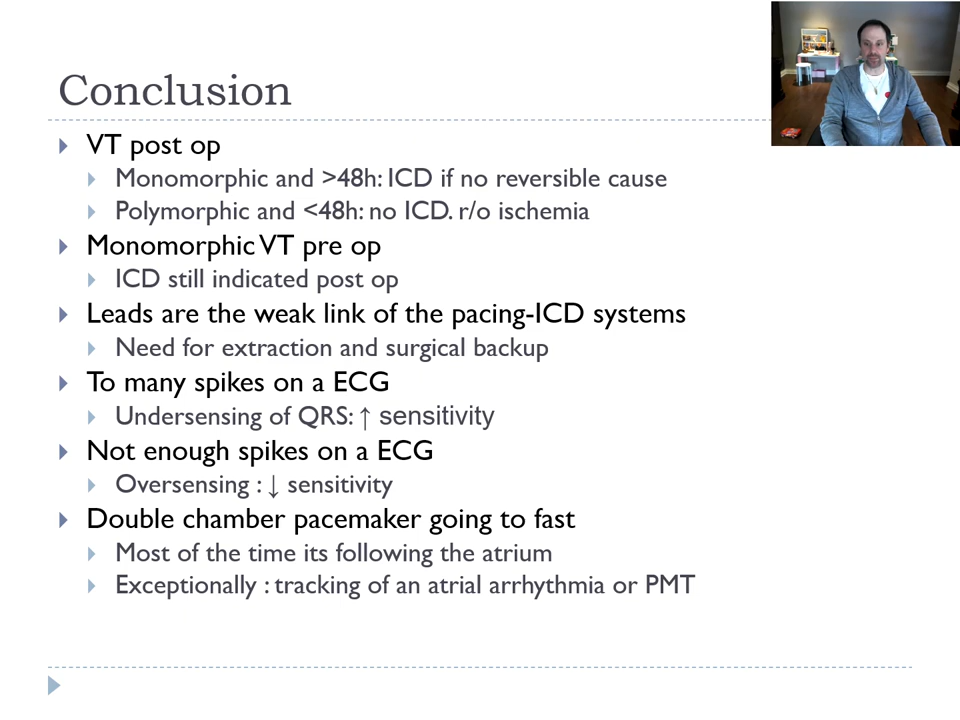 Conclusion
VT post op
Monomorphic and >48h: ICD if no reversible cause
Polymorphic and <48h: no ICD. r/o ischemia
Monomorphic VT pre op
ICD still indicated post op
Leads are the weak link of the pacing-ICD systems
Need for extraction and surgical backup
To many spikes on a ECG
Undersensing of QRS: ↑ sensitivity
Not enough spikes on a ECG
Oversensing : ↓ sensitivity
Double chamber pacemaker going to fast
Most of the time its following the atrium
Exceptionally : tracking of an atrial arrhythmia or PMT